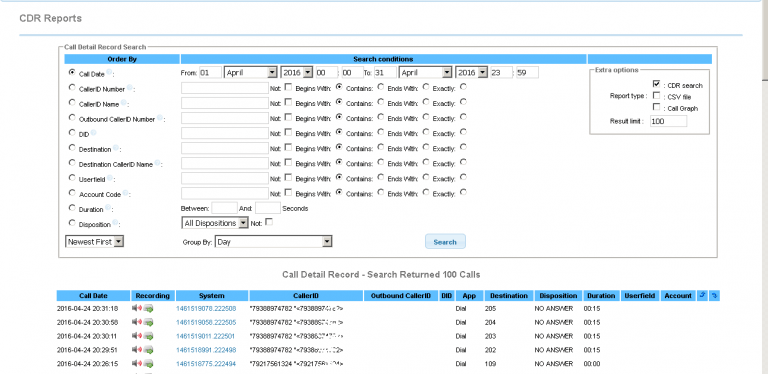 CDR Reports
Call Detail Record Search
Order By Search conditions
Call Date : From: 01 April 2016 00 : 00 To: 31 April 2016 23 : 59
CallerID Number : Not: Begins With: Contains: Ends With: Exactly:
CallerID Name : Not: Begins With: Contains: Ends With: Exactly:
Outbound CallerID Number : Not: Begins With: Contains: Ends With: Exactly:
DID : Not: Begins With: Contains: Ends With: Exactly:
Destination : Not: Begins With: Contains: Ends With: Exactly:
Destination CallerID Name : Not: Begins With: Contains: Ends With: Exactly:
Userfield : Not: Begins With: Contains: Ends With: Exactly:
Account Code : Not: Begins With: Contains: Ends With: Exactly:
Duration : Between: And: Seconds
Disposition : All Dispositions Not:
Newest First Group By: Day Search
Extra options
: CDR search
Report type : : CSV file
: Call Graph
Result limit : 100
Call Detail Record - Search Returned 100 Calls
Call Date Recording System CallerID Outbound CallerID DID App Destination Disposition Duration Userfield Account
2016-04-24 20:31:18 1461519078.222508 "79388974782 "<7938897 Dial 205 NO ANSWER 00:15
2016-04-24 20:30:58 1461519058.222505 "79388974782 "<7938897 Dial 204 NO ANSWER 00:15
2016-04-24 20:30:11 1461519011.222501 "79388974782 " Dial 203 NO ANSWER 00:15
2016-04-24 20:29:51 1461518991.222498 "79388974782 " Dial 202 NO ANSWER 00:15
2016-04-24 20:26:15 1461518775.222494 "79217561324 " Dial 109 NO ANSWER 00:00